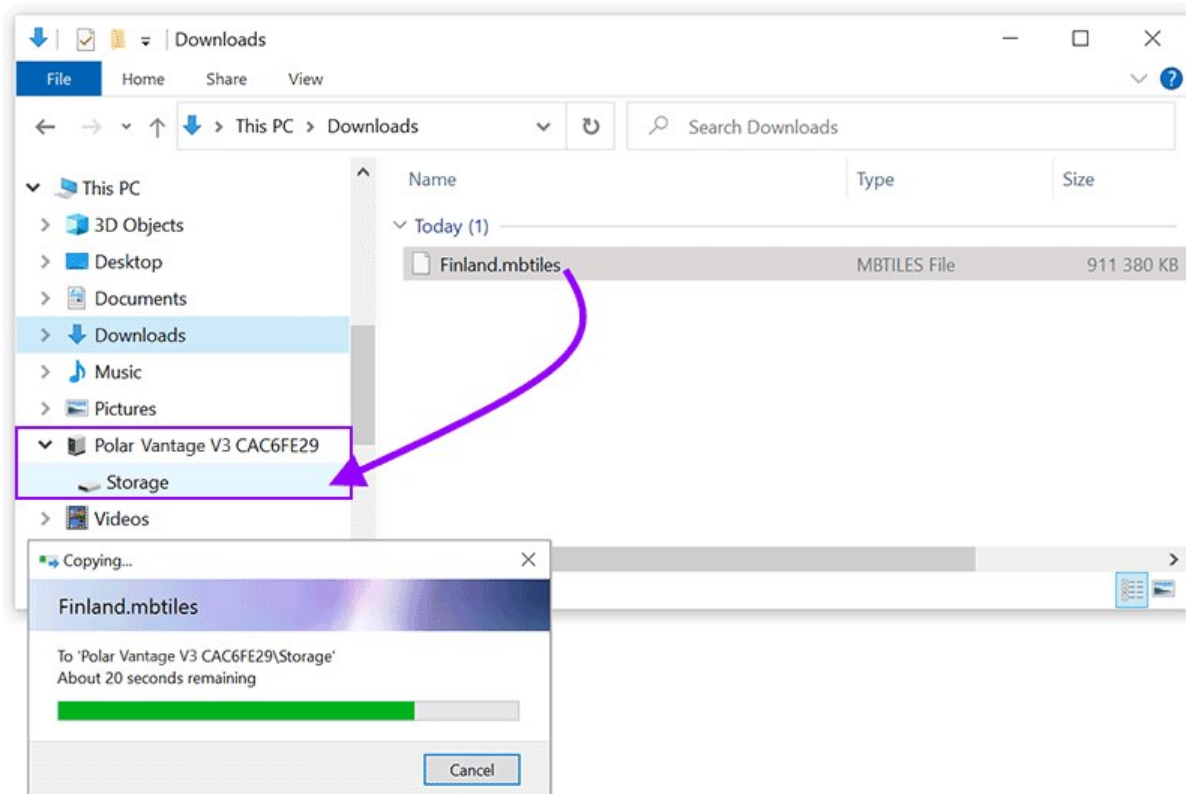 Downloads
File Home Share View
This PC > Downloads
Search Downloads
Name Type Size
This PC
Today (1)
3D Objects
Finland.mbtiles MBTILES File 911 380 KB
Desktop
Documents
Downloads
Music
Pictures
Polar Vantage V3 CAC6FE29
Storage
Videos
Copying...
Finland.mbtiles
To 'Polar Vantage V3 CAC6FE29\Storage'
About 20 seconds remaining
Cancel